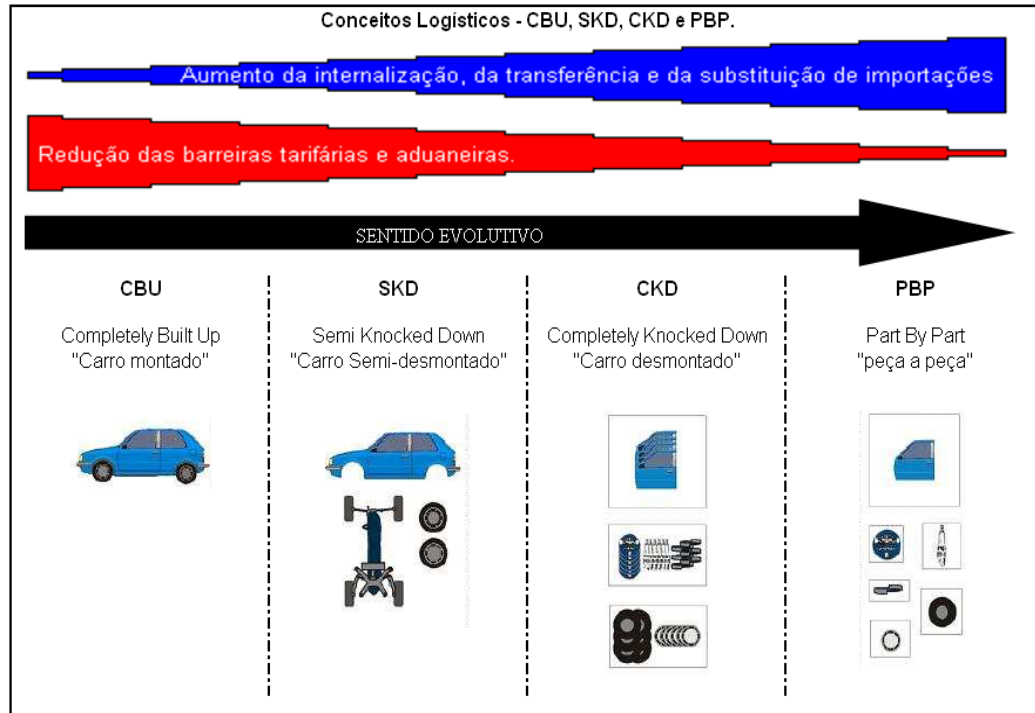 Conceitos Logísticos - CBU, SKD, CKD e PBP.
Aumento da internalização, da transferência e da substituição de importações
Redução das barreiras tarifárias e aduaneiras.
SENTIDO EVOLUTIVO
CBU
Completely Built Up
"Carro montado"
SKD
Semi Knocked Down
"Carro Semi-desmontado"
CKD
Completely Knocked Down
"Carro desmontado"
PBP
Part By Part
"peça a peça"